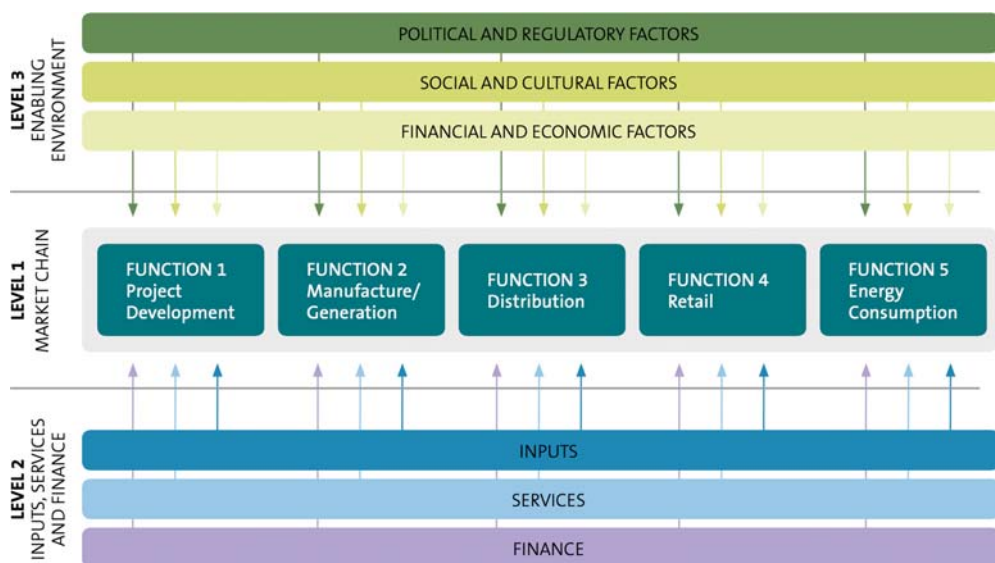 LEVEL 3
ENABLING
ENVIRONMENT
POLITICAL AND REGULATORY FACTORS
SOCIAL AND CULTURAL FACTORS
FINANCIAL AND ECONOMIC FACTORS
LEVEL 1
MARKET CHAIN
FUNCTION 1
Project
Development
FUNCTION 2
Manufacture/
Generation
FUNCTION 3
Distribution
FUNCTION 4
Retail
FUNCTION 5
Energy
Consumption
LEVEL 2
INPUTS, SERVICES
AND FINANCE
INPUTS
SERVICES
FINANCE